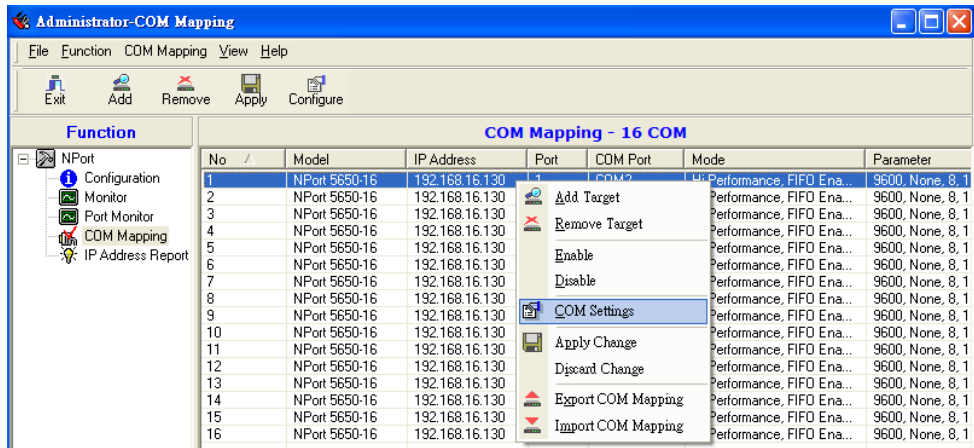 Administrator-COM Mapping
File Function COM Mapping View Help
Exit Add Remove Apply Configure
Function
COM Mapping - 16 COM
NPort
Configuration
Monitor
Port Monitor
COM Mapping
IP Address Report
No Model IP Address Port COM Port Mode Parameter
1 NPort 5650-16 192.168.16.130 1 COM2 Hi Performance, FIFO Ena... 9600, None, 8, 1
2 NPort 5650-16 192.168.16.130 Performance, FIFO Ena... 9600, None, 8, 1
3 NPort 5650-16 192.168.16.130 Performance, FIFO Ena... 9600, None, 8, 1
4 NPort 5650-16 192.168.16.130 Performance, FIFO Ena... 9600, None, 8, 1
5 NPort 5650-16 192.168.16.130 Performance, FIFO Ena... 9600, None, 8, 1
6 NPort 5650-16 192.168.16.130 Performance, FIFO Ena... 9600, None, 8, 1
7 NPort 5650-16 192.168.16.130 Performance, FIFO Ena... 9600, None, 8, 1
8 NPort 5650-16 192.168.16.130 Performance, FIFO Ena... 9600, None, 8, 1
9 NPort 5650-16 192.168.16.130 Performance, FIFO Ena... 9600, None, 8, 1
10 NPort 5650-16 192.168.16.130 Performance, FIFO Ena... 9600, None, 8, 1
11 NPort 5650-16 192.168.16.130 Performance, FIFO Ena... 9600, None, 8, 1
12 NPort 5650-16 192.168.16.130 Performance, FIFO Ena... 9600, None, 8, 1
13 NPort 5650-16 192.168.16.130 Performance, FIFO Ena... 9600, None, 8, 1
14 NPort 5650-16 192.168.16.130 Performance, FIFO Ena... 9600, None, 8, 1
15 NPort 5650-16 192.168.16.130 Performance, FIFO Ena... 9600, None, 8, 1
16 NPort 5650-16 192.168.16.130 Performance, FIFO Ena... 9600, None, 8, 1
Add Target
Remove Target
Enable
Disable
COM Settings
Apply Change
Discard Change
Export COM Mapping
Import COM Mapping